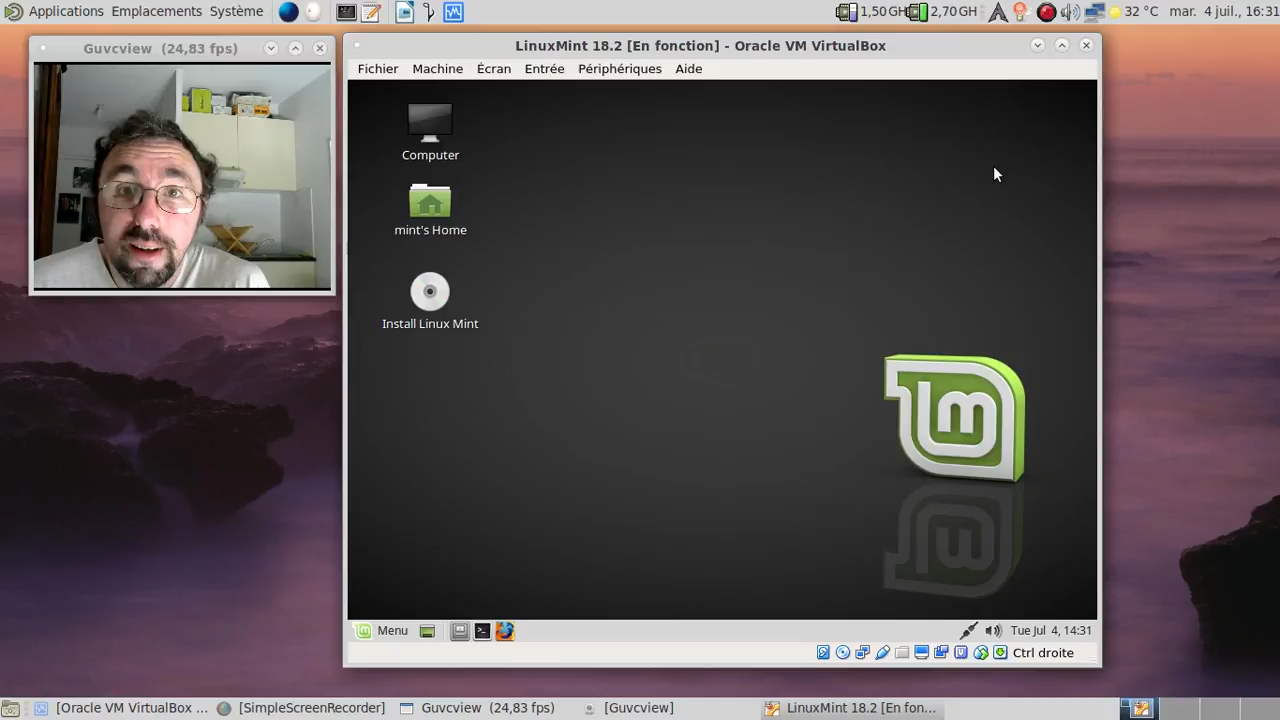 Applications Emplacements Système 1,50 GH 2,70 GH 32 °C mar. 4 juil., 16:31
Guvcview (24,83 fps)
LinuxMint 18.2 [En fonction] - Oracle VM VirtualBox
Fichier Machine Écran Entrée Périphériques Aide
Computer
mint's Home
Install Linux Mint
Menu Tue Jul 4, 14:31
Ctrl droite
[Oracle VM VirtualBox ... [SimpleScreenRecorder] Guvcview (24,83 fps) [Guvcview] LinuxMint 18.2 [En fon...